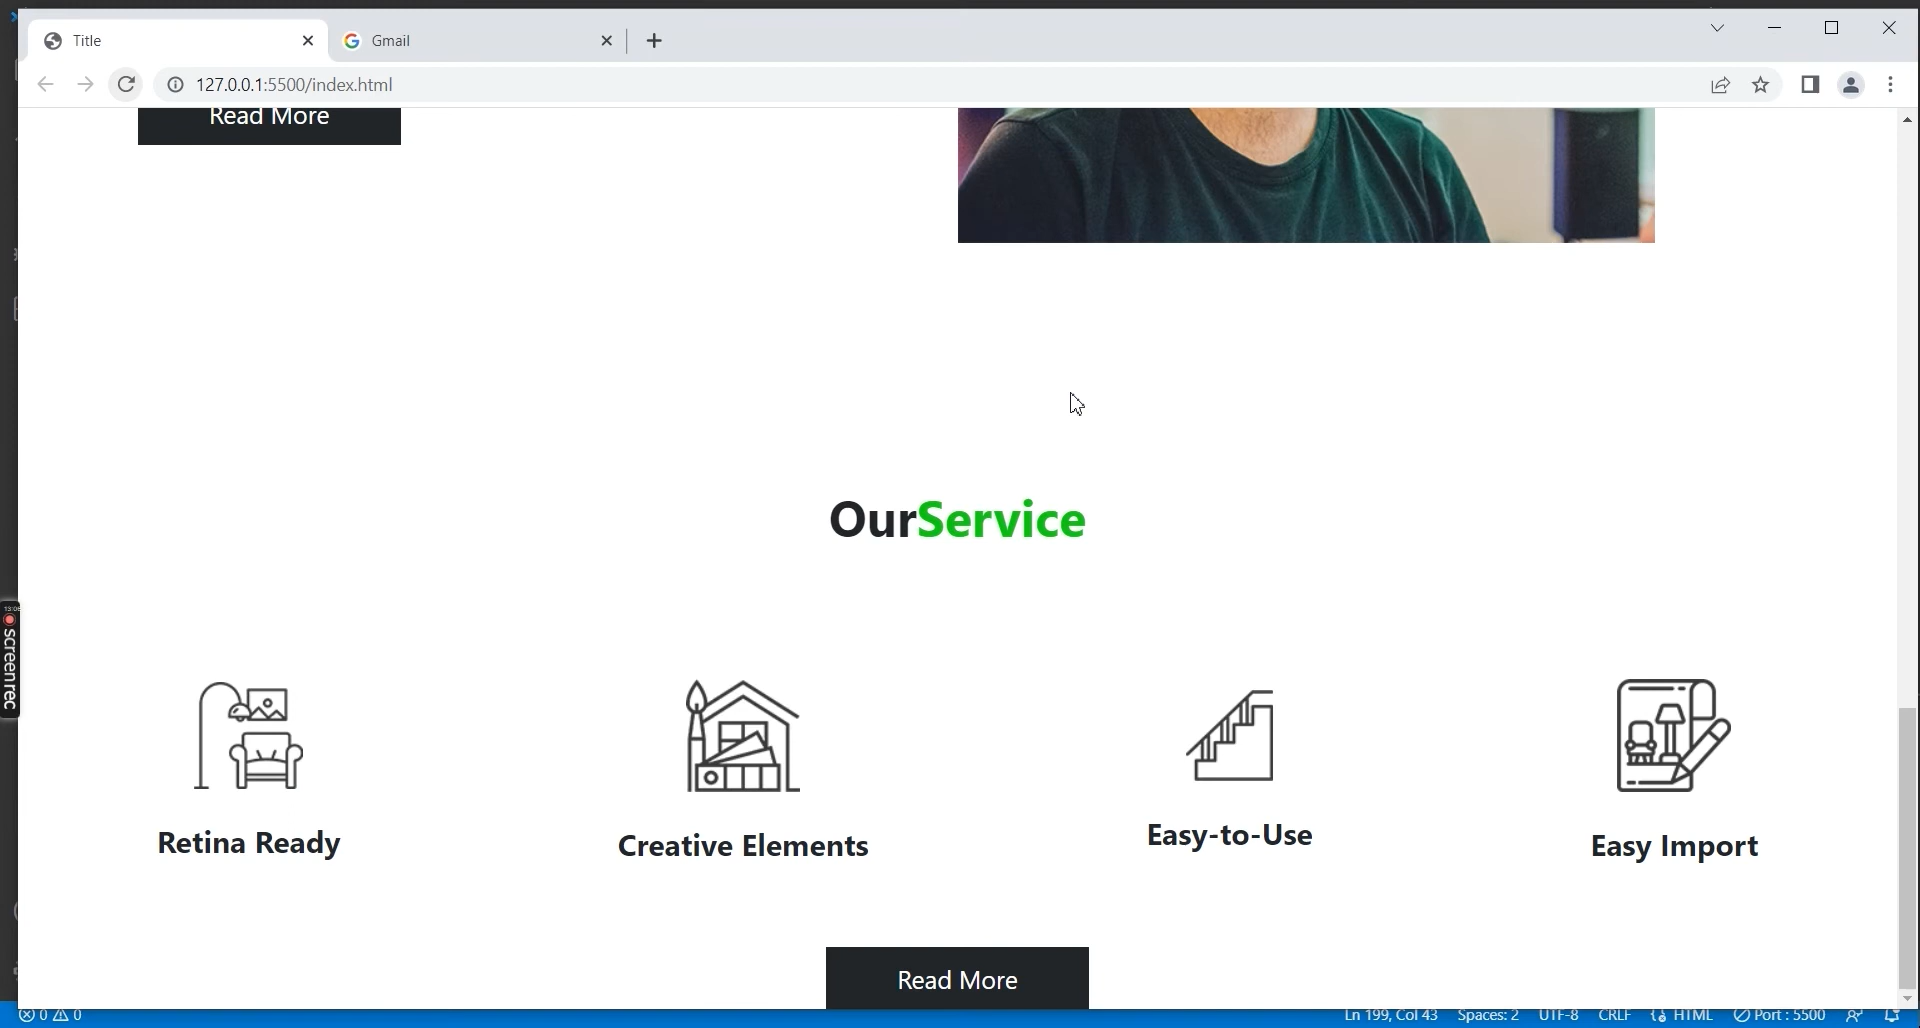 Title
Gmail
127.0.0.1:5500/index.html
Read More
OurService
13:06
screenrec
Retina Ready
Creative Elements
Easy-to-Use
Easy Import
Read More
0 0
Ln 199, Col 43 Spaces: 2 UTF-8 CRLF HTML Port : 5500